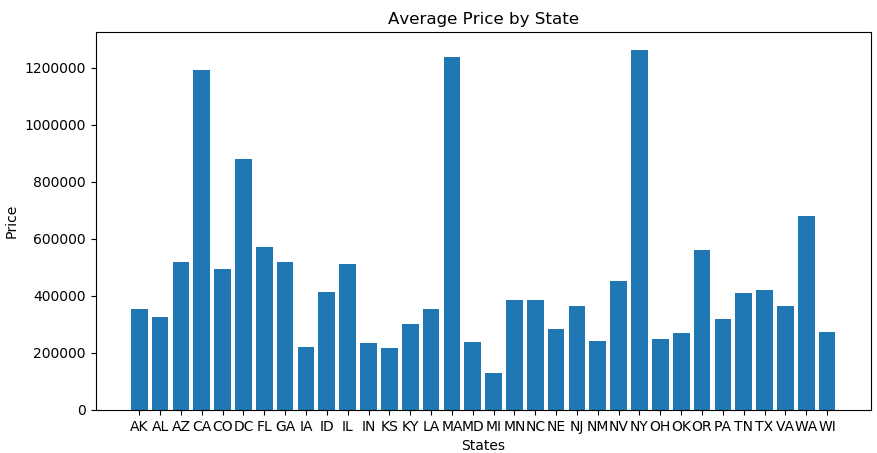 Average Price by State
Price
1200000
1000000
800000
600000
400000
200000
0
AK AL AZ CA CO DC FL GA IA ID IL IN KS KY LA MA MD MI MN NC NE NJ NM NV NY OH OK OR PA TN TX VA WA WI
States